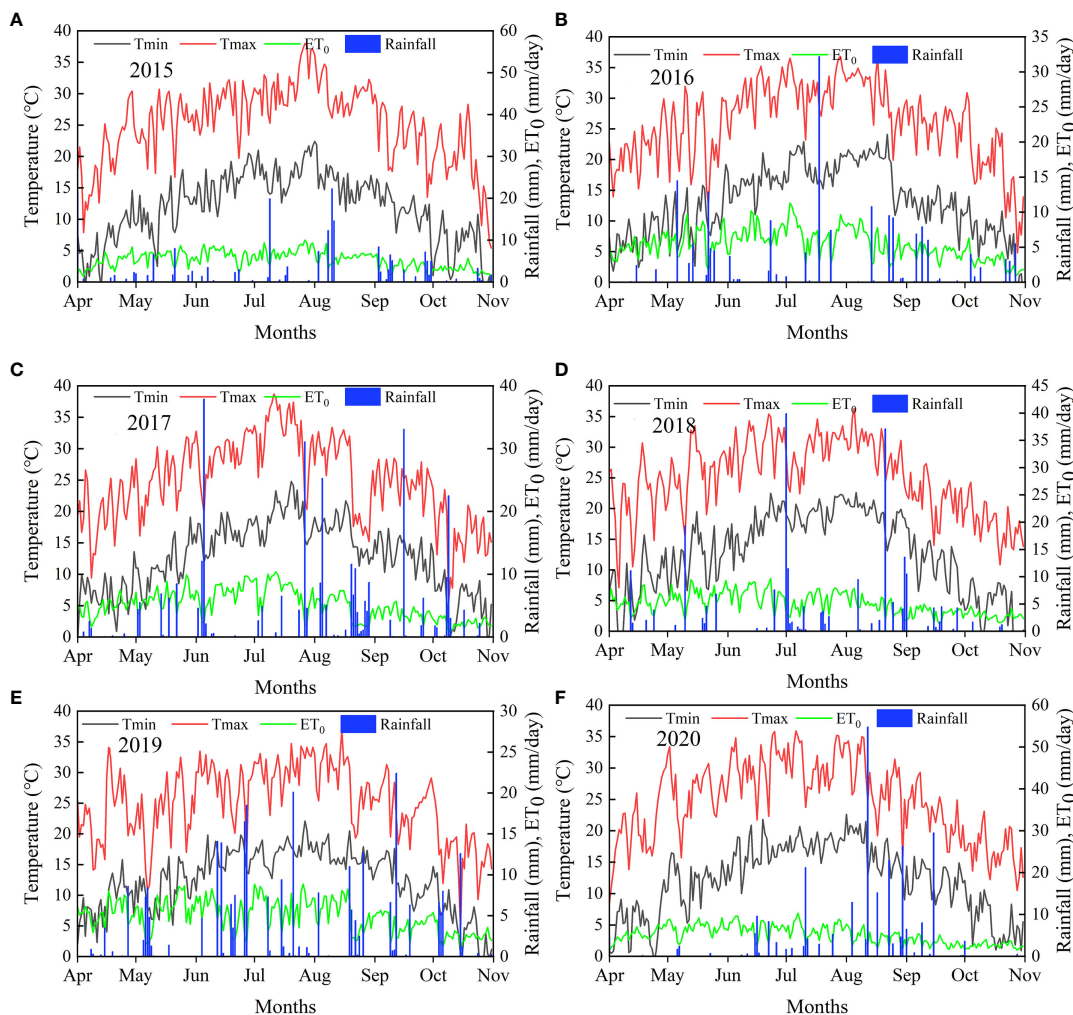 A
Tmin Tmax ET0 Rainfall
2015
Temperature (°C)
40
35
30
25
20
15
10
5
0
60
50
40
30
20
10
0
Rainfall (mm), ET0 (mm/day)
Apr May Jun Jul Aug Sep Oct Nov
Months
B
Tmin Tmax ET0 Rainfall
2016
Temperature (°C)
40
35
30
25
20
15
10
5
0
35
30
25
20
15
10
5
0
Rainfall (mm), ET0 (mm/day)
Apr May Jun Jul Aug Sep Oct Nov
Months
C
Tmin Tmax ET0 Rainfall
2017
Temperature (°C)
40
35
30
25
20
15
10
5
0
40
30
20
10
0
Rainfall (mm), ET0 (mm/day)
Apr May Jun Jul Aug Sep Oct Nov
Months
D
Tmin Tmax ET0 Rainfall
2018
Temperature (°C)
40
35
30
25
20
15
10
5
0
45
40
35
30
25
20
15
10
5
0
Rainfall (mm), ET0 (mm/day)
Apr May Jun Jul Aug Sep Oct Nov
Months
E
Tmin Tmax ET0 Rainfall
2019
Temperature (°C)
40
35
30
25
20
15
10
5
0
30
25
20
15
10
5
0
Rainfall (mm), ET0 (mm/day)
Apr May Jun Jul Aug Sep Oct Nov
Months
F
Tmin Tmax ET0 Rainfall
2020
Temperature (°C)
40
35
30
25
20
15
10
5
0
60
50
40
30
20
10
0
Rainfall (mm), ET0 (mm/day)
Apr May Jun Jul Aug Sep Oct Nov
Months